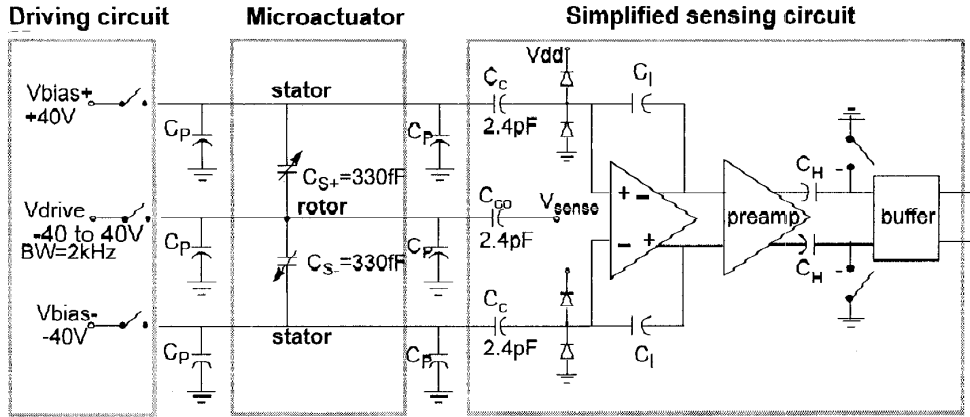 Driving circuit
Microactuator
Simplified sensing circuit
Vbias+
+40V
stator
CP
CP
CC
2.4pF
Vdd
CI
CS+=330fF
rotor
Vdrive
-40 to 40V
BW=2kHz
CP
CP
CCO
2.4pF
Vsense
+ -
- +
preamp
CH
CH
-
-
buffer
CS-=330fF
Vbias-
-40V
stator
CP
CP
CC
2.4pF
CI